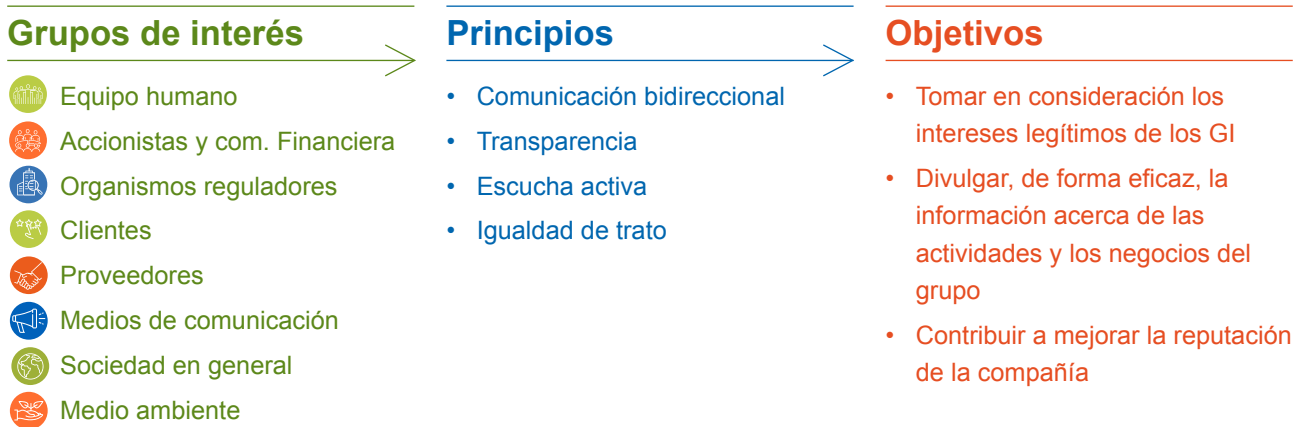 Grupos de interés
Equipo humano
Accionistas y com. Financiera
Organismos reguladores
Clientes
Proveedores
Medios de comunicación
Sociedad en general
Medio ambiente
Principios
• Comunicación bidireccional
• Transparencia
• Escucha activa
• Igualdad de trato
Objetivos
• Tomar en consideración los
intereses legítimos de los GI
• Divulgar, de forma eficaz, la
información acerca de las
actividades y los negocios del
grupo
• Contribuir a mejorar la reputación
de la compañía